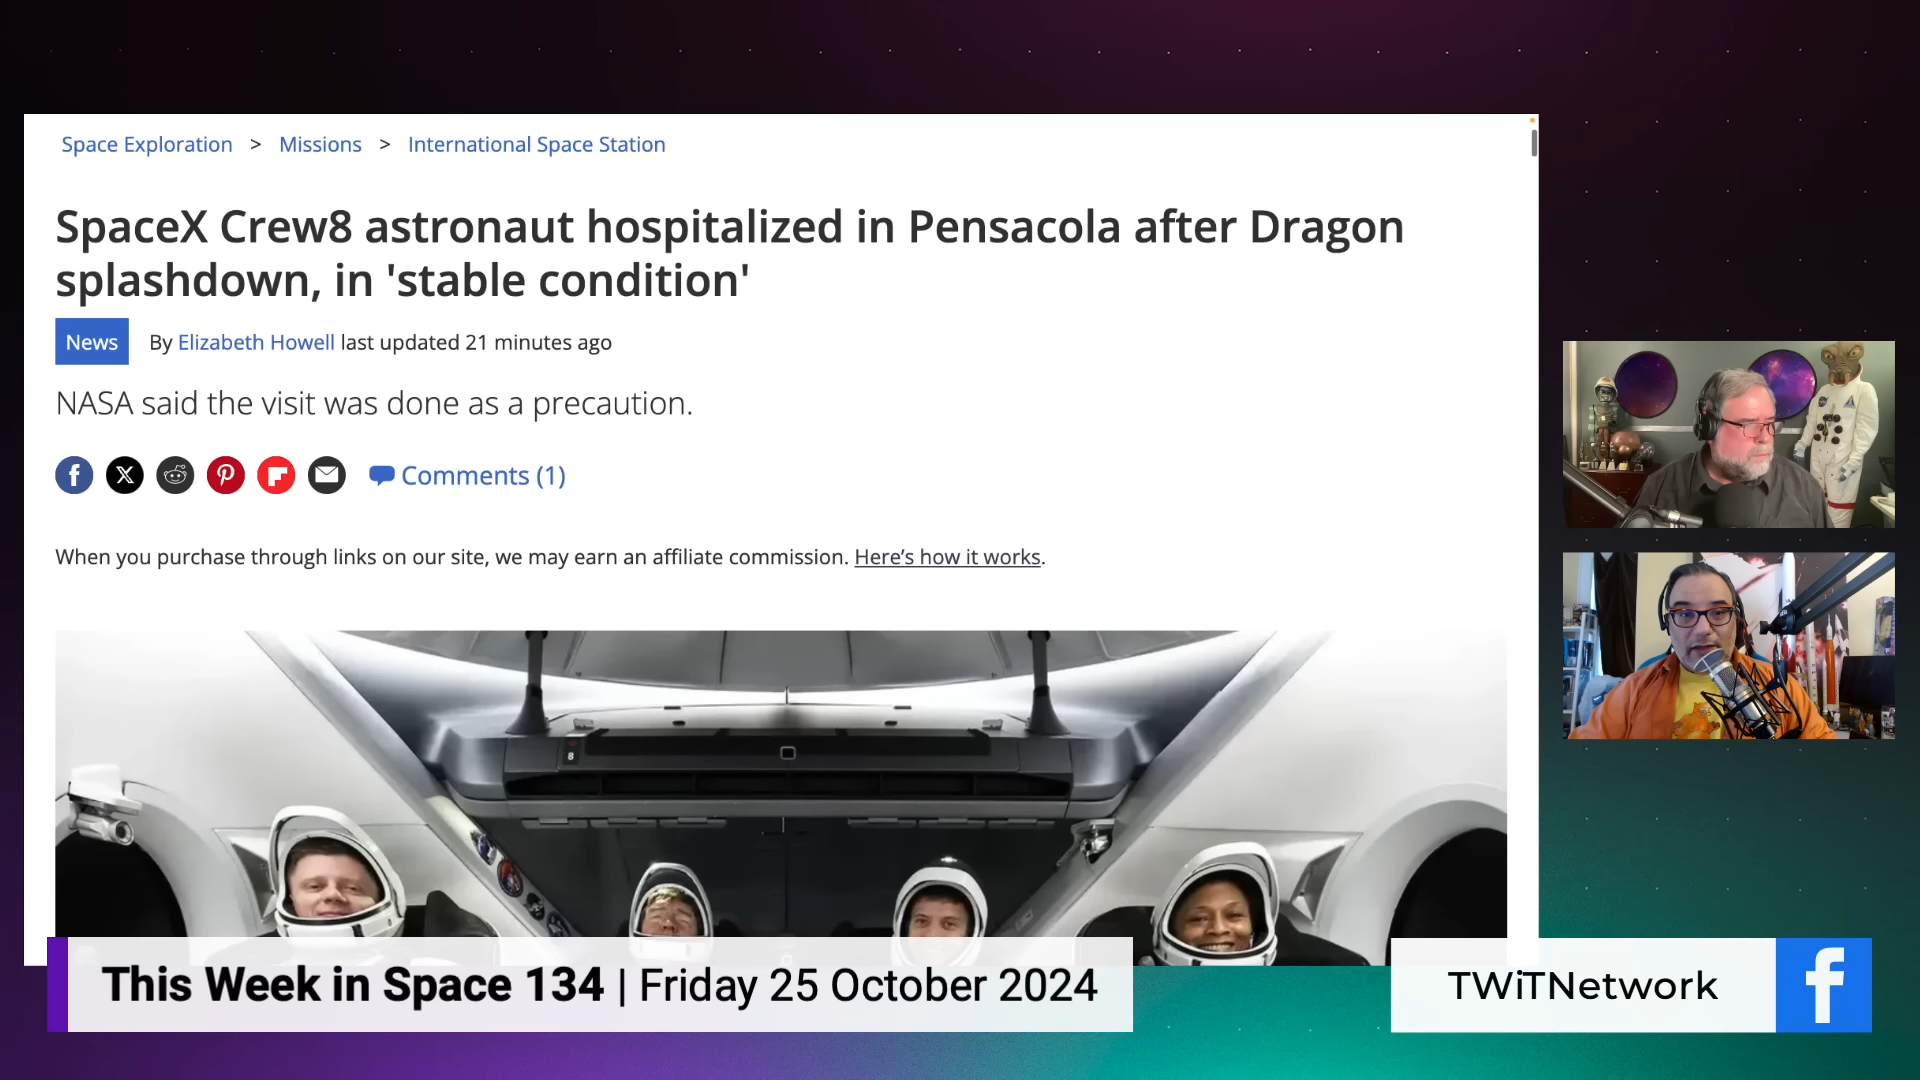 Space Exploration > Missions > International Space Station
SpaceX Crew8 astronaut hospitalized in Pensacola after Dragon
splashdown, in 'stable condition'
News By Elizabeth Howell last updated 21 minutes ago
NASA said the visit was done as a precaution.
Comments (1)
When you purchase through links on our site, we may earn an affiliate commission. Here’s how it works.
8
This Week in Space 134 | Friday 25 October 2024
TWiTNetwork